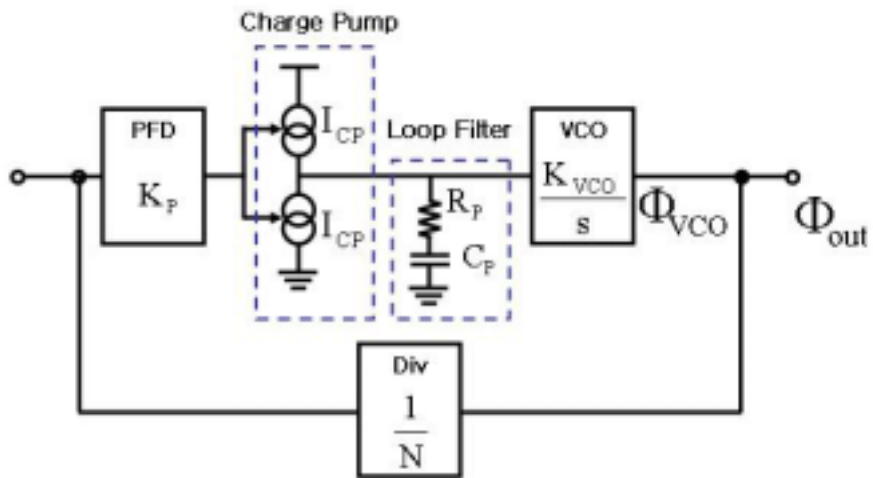 Charge Pump
PFD
K_P
I_CP
I_CP
Loop Filter
R_P
C_P
VCO
K_VCO
s
Φ_VCO
Φ_out
Div
1
N